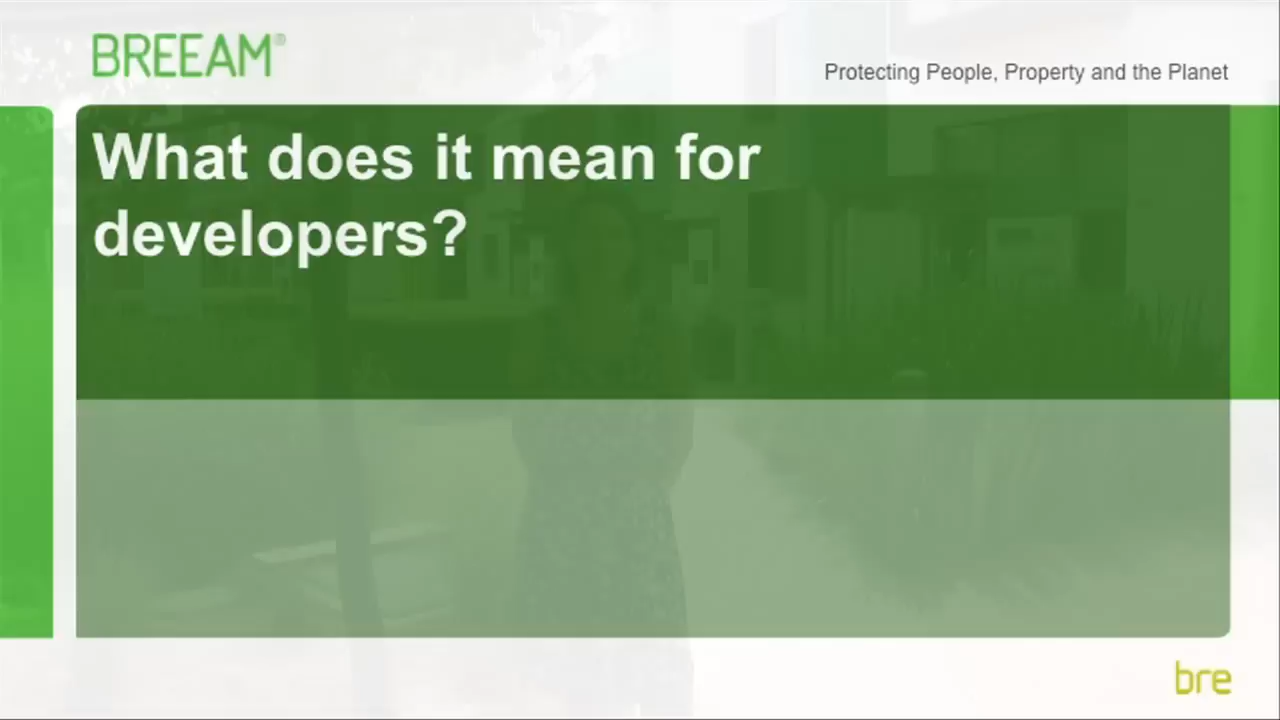 BREEAM®
Protecting People, Property and the Planet
What does it mean for
developers?
bre